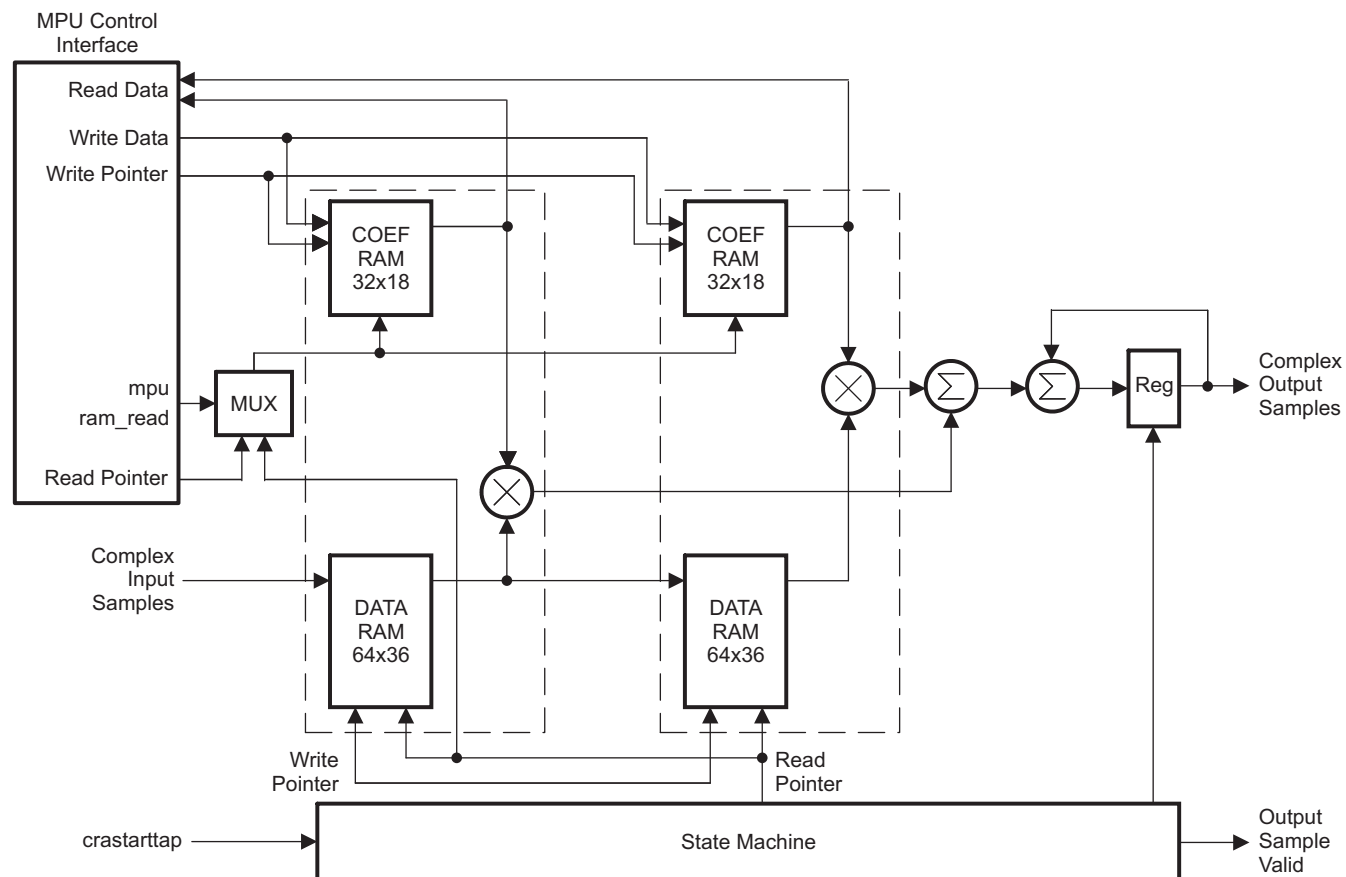 MPU Control
Interface
Read Data
Write Data
Write Pointer
COEF
RAM
32x18
COEF
RAM
32x18
mpu
ram_read
MUX
Σ
Σ
Reg
Complex
Output
Samples
Read Pointer
Complex
Input
Samples
DATA
RAM
64x36
DATA
RAM
64x36
Write
Pointer
Read
Pointer
crastarttap
State Machine
Output
Sample
Valid